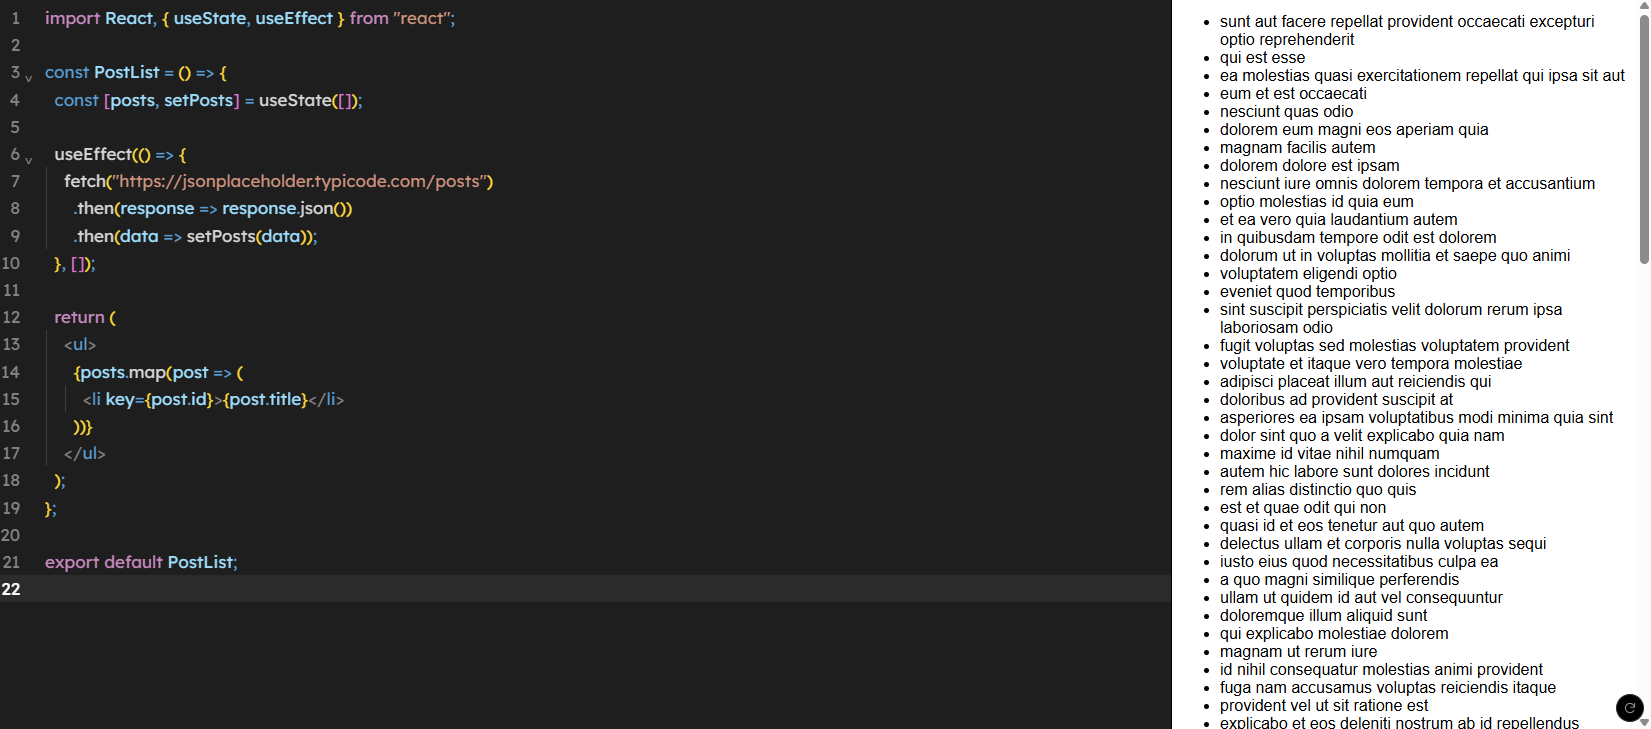 1 import React, { useState, useEffect } from "react";
2
3 const PostList = () => {
4 const [posts, setPosts] = useState([]);
5
6 useEffect(() => {
7 fetch("https://jsonplaceholder.typicode.com/posts")
8 .then(response => response.json())
9 .then(data => setPosts(data));
10 }, []);
11
12 return (
13 <ul>
14 {posts.map(post => (
15 <li key={post.id}>{post.title}</li>
16 ))}
17 </ul>
18 );
19 };
20
21 export default PostList;
22
• sunt aut facere repellat provident occaecati excepturi
optio reprehenderit
• qui est esse
• ea molestias quasi exercitationem repellat qui ipsa sit aut
• eum et est occaecati
• nesciunt quas odio
• dolorem eum magni eos aperiam quia
• magnam facilis autem
• dolorem dolore est ipsam
• nesciunt iure omnis dolorem tempora et accusantium
• optio molestias id quia eum
• et ea vero quia laudantium autem
• in quibusdam tempore odit est dolorem
• dolorum ut in voluptas mollitia et saepe quo animi
• voluptatem eligendi optio
• eveniet quod temporibus
• sint suscipit perspiciatis velit dolorum rerum ipsa
laboriosam odio
• fugit voluptas sed molestias voluptatem provident
• voluptate et itaque vero tempora molestiae
• adipisci placeat illum aut reiciendis qui
• doloribus ad provident suscipit at
• asperiores ea ipsam voluptatibus modi minima quia sint
• dolor sint quo a velit explicabo quia nam
• maxime id vitae nihil numquam
• autem hic labore sunt dolores incidunt
• rem alias distinctio quo quis
• est et quae odit qui non
• quasi id et eos tenetur aut quo autem
• delectus ullam et corporis nulla voluptas sequi
• iusto eius quod necessitatibus culpa ea
• a quo magni similique perferendis
• ullam ut quidem id aut vel consequuntur
• doloremque illum aliquid sunt
• qui explicabo molestiae dolorem
• magnam ut rerum iure
• id nihil consequatur molestias animi provident
• fuga nam accusamus voluptas reiciendis itaque
• provident vel ut sit ratione est
• explicabo et eos deleniti nostrum ab id repellendus